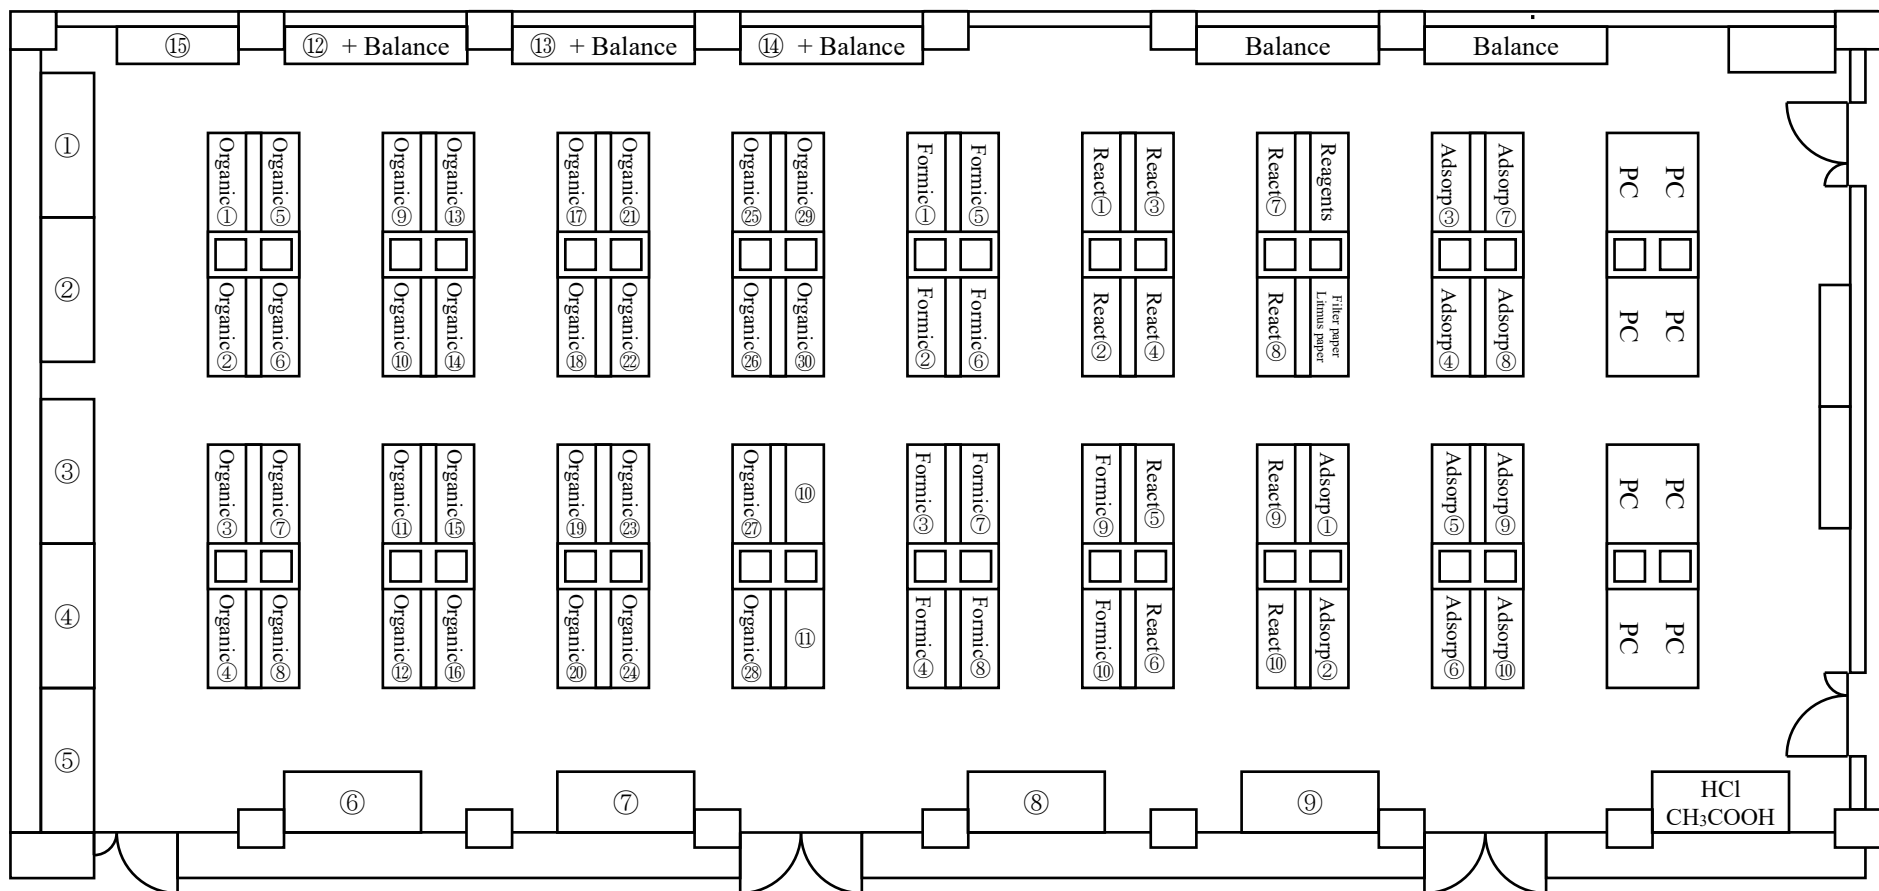 ⑮
⑫ + Balance
⑬ + Balance
⑭ + Balance
Balance
Balance
①
②
③
④
⑤
Organic①
Organic⑤
Organic⑨
Organic⑬
Organic⑰
Organic㉑
Organic㉕
Organic㉙
Formic①
Formic⑤
React①
React③
React⑦
Reagents
Adsorp③
Adsorp⑦
PC
PC
Organic②
Organic⑥
Organic⑩
Organic⑭
Organic⑱
Organic㉒
Organic㉖
Organic㉚
Formic②
Formic⑥
React②
React④
React⑧
Filter paper
Litmus paper
Adsorp④
Adsorp⑧
PC
PC
Organic③
Organic⑦
Organic⑪
Organic⑮
Organic⑲
Organic㉓
Organic㉗
⑩
Formic③
Formic⑦
Formic⑨
React⑤
React⑨
Adsorp①
Adsorp⑤
Adsorp⑨
PC
PC
Organic④
Organic⑧
Organic⑫
Organic⑯
Organic⑳
Organic㉔
Organic㉘
⑪
Formic④
Formic⑧
Formic⑩
React⑥
React⑩
Adsorp②
Adsorp⑥
Adsorp⑩
PC
PC
⑥
⑦
⑧
⑨
HCl
CH₃COOH